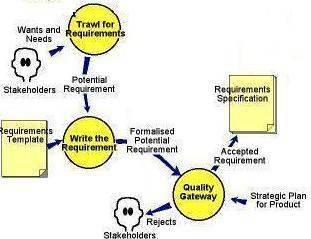 Trawl for
Requirements
Wants and
Needs
Stakeholders
Potential
Requirement
Requirements
Template
Write the
Requirement
Formalised
Potential
Requirement
Requirements
Specification
Accepted
Requirement
Quality
Gateway
Strategic Plan
for Product
Rejects
Stakeholders